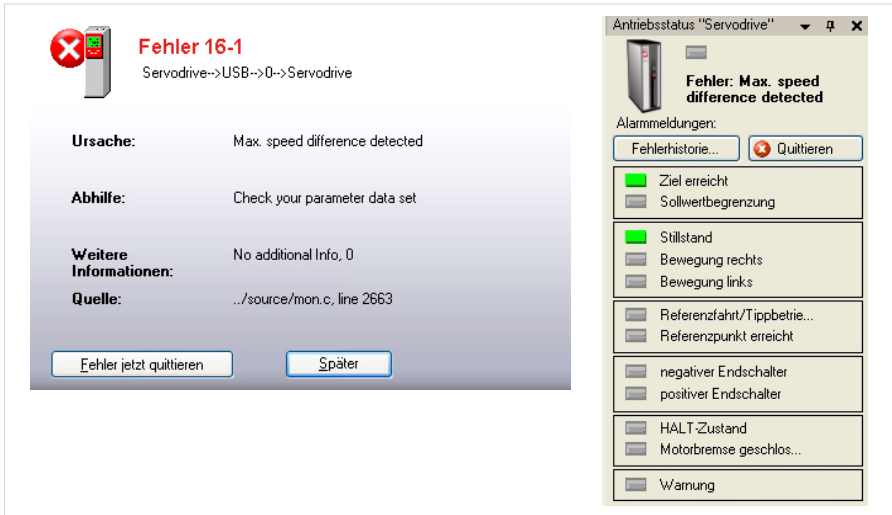 Fehler 16-1
Servodrive-->USB-->0-->Servodrive
Ursache: Max. speed difference detected
Abhilfe: Check your parameter data set
Weitere Informationen: No additional Info, 0
Quelle: ../source/mon.c, line 2663
Fehler jetzt quittieren Später
Antriebsstatus "Servodrive"
Fehler: Max. speed
difference detected
Alarmmeldungen:
Fehlerhistorie... Quittieren
Ziel erreicht
Sollwertbegrenzung
Stillstand
Bewegung rechts
Bewegung links
Referenzfahrt/Tippbetrie...
Referenzpunkt erreicht
negativer Endschalter
positiver Endschalter
HALT-Zustand
Motorbremse geschlos...
Warnung